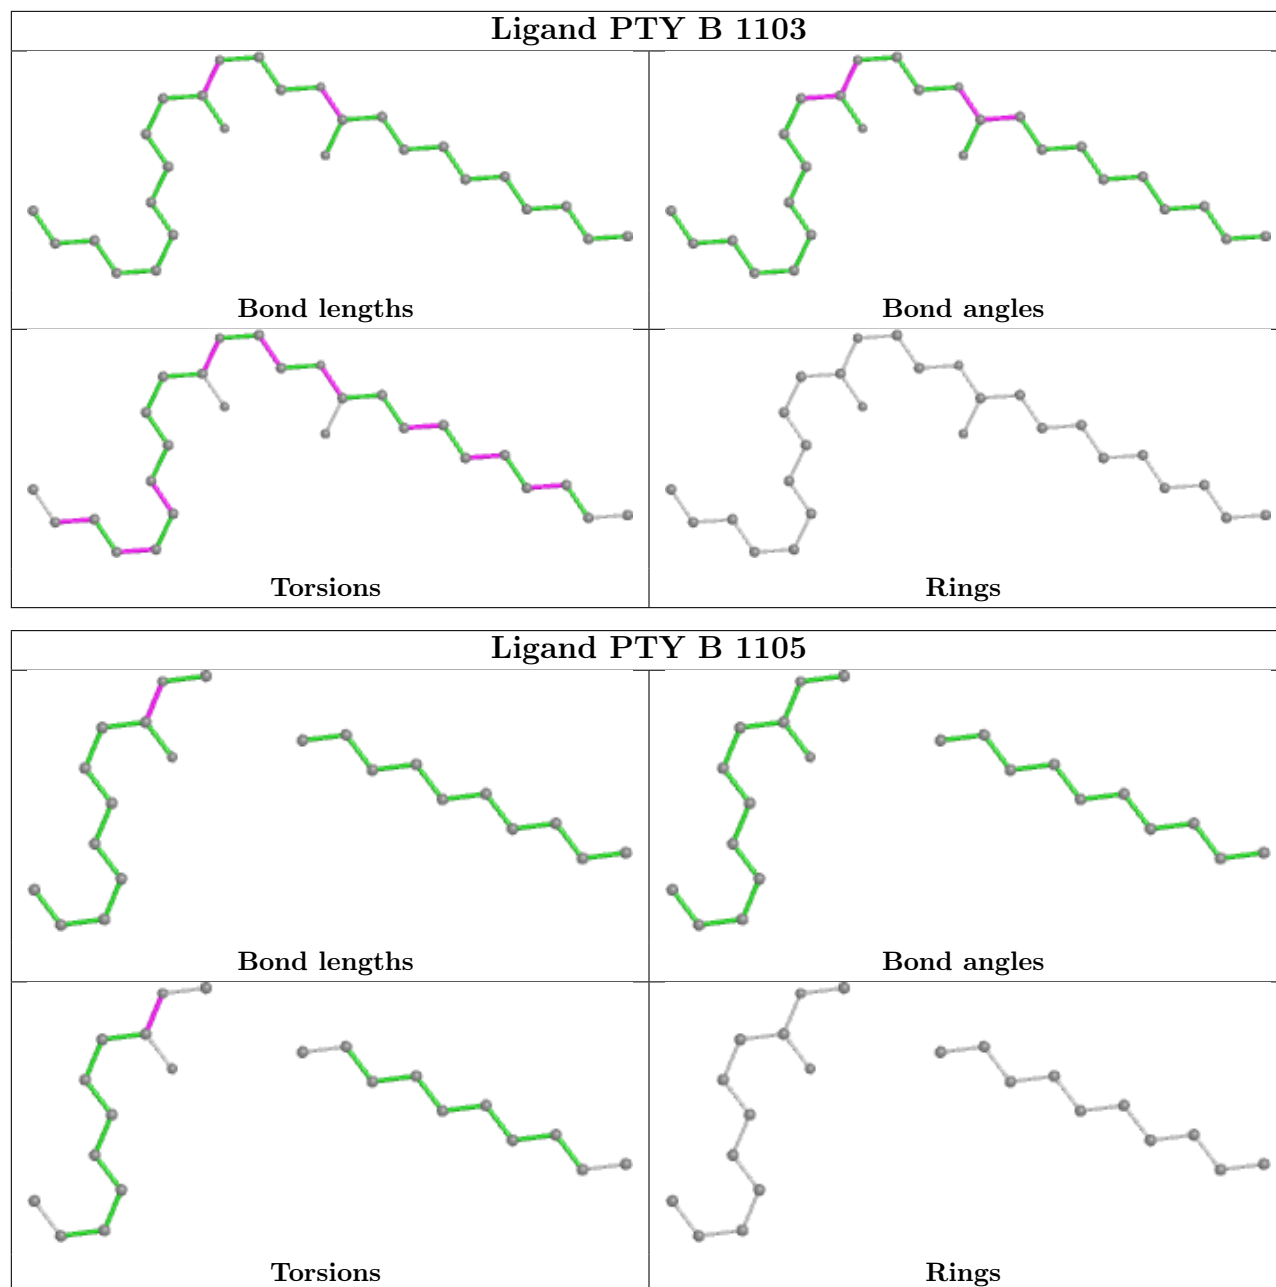 Ligand PTY B 1103
Bond lengths
Bond angles
Torsions
Rings
Ligand PTY B 1105
Bond lengths
Bond angles
Torsions
Rings